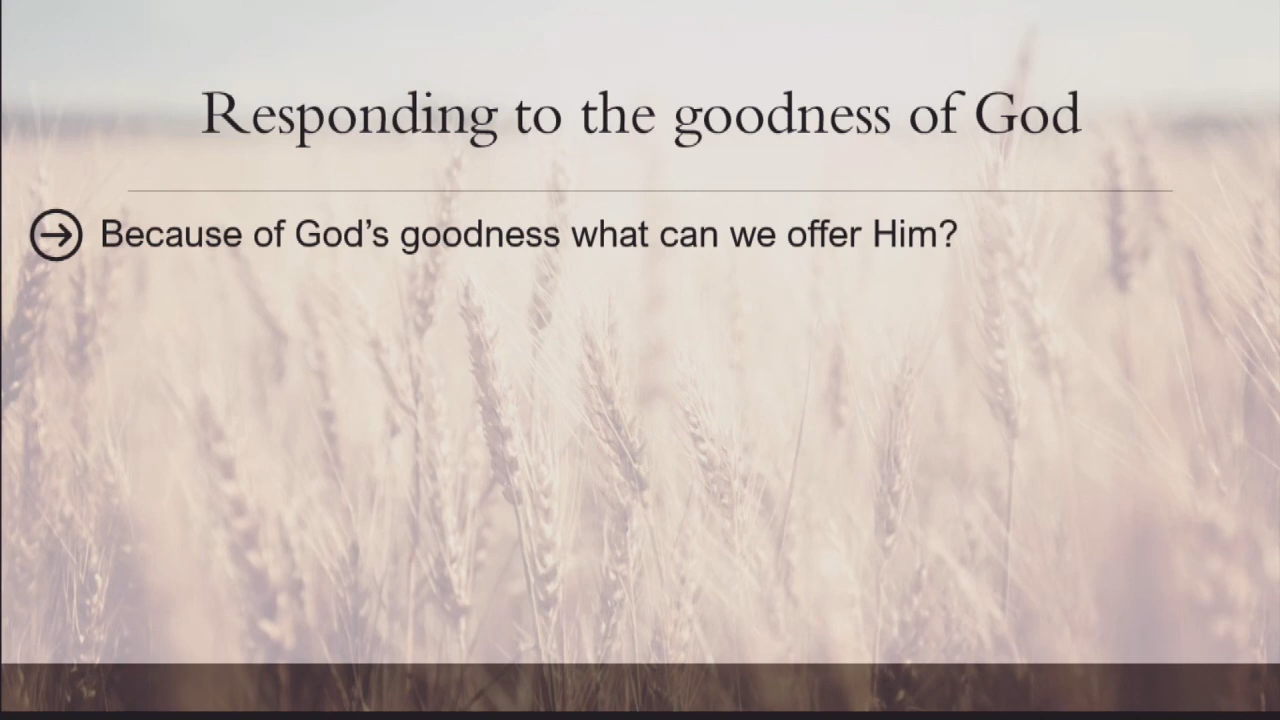 Responding to the goodness of God
Because of God’s goodness what can we offer Him?